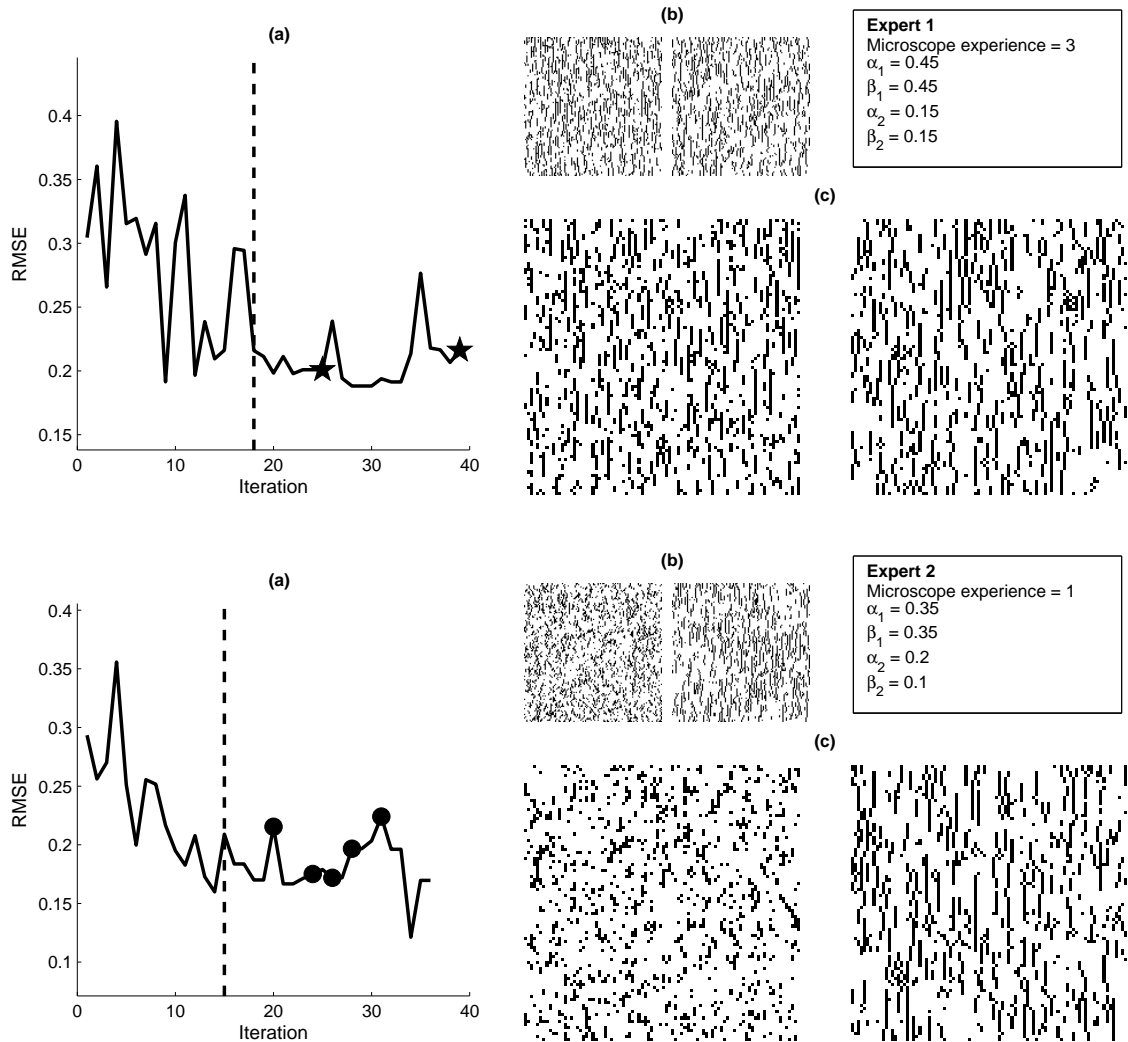 (a)
RMSE
0.4
0.35
0.3
0.25
0.2
0.15
0 10 20 30 40
Iteration
(b)
Expert 1
Microscope experience = 3
α1 = 0.45
β1 = 0.45
α2 = 0.15
β2 = 0.15
(c)
(a)
RMSE
0.4
0.35
0.3
0.25
0.2
0.15
0.1
0 10 20 30 40
Iteration
(b)
Expert 2
Microscope experience = 1
α1 = 0.35
β1 = 0.35
α2 = 0.2
β2 = 0.1
(c)